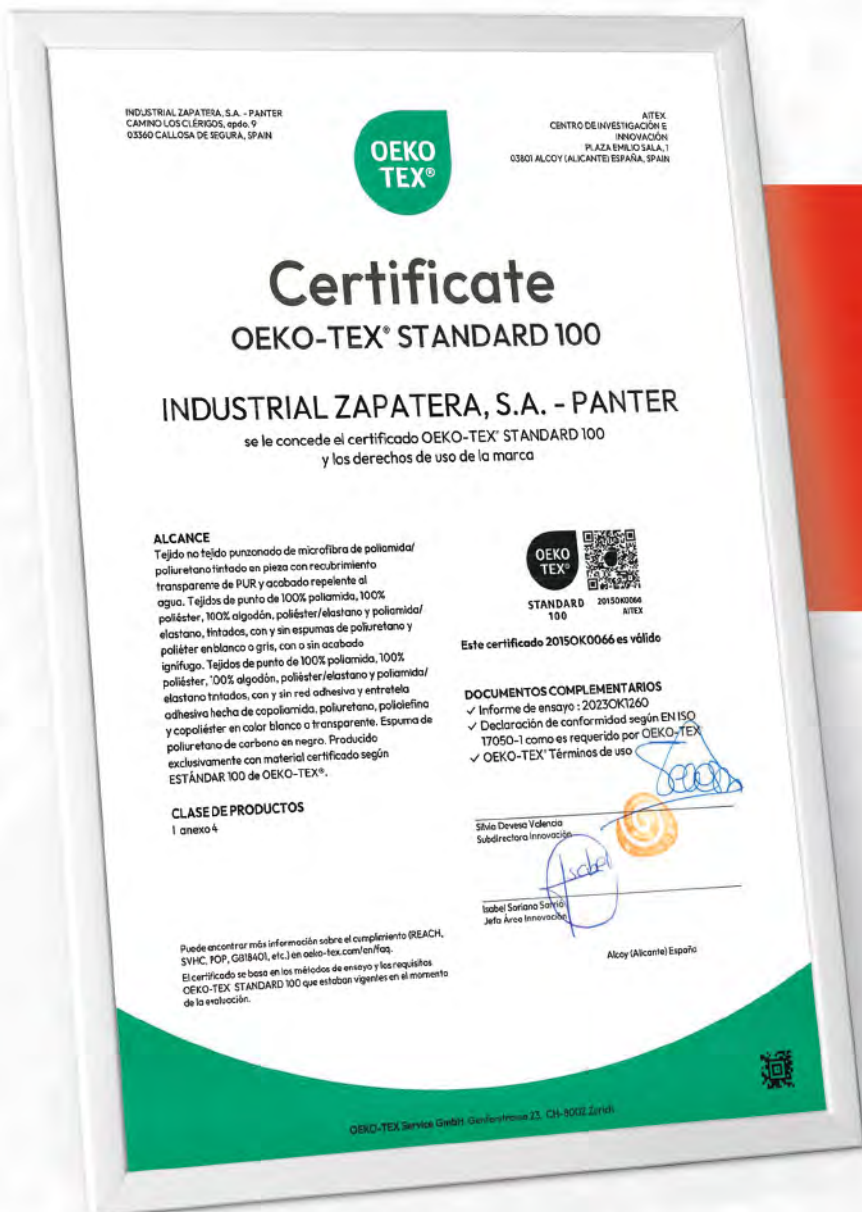 INDUSTRIAL ZAPATERA, S.A. - PANTER
CAMINO LOS CLÉRIGOS, apdo. 9
03360 CALLOSA DE SEGURA, SPAIN
OEKO
TEX®
AITEX
CENTRO DE INVESTIGACIÓN E
INNOVACIÓN
PLAZA EMILIO SALA, 1
03801 ALCOY (ALICANTE) ESPAÑA, SPAIN
Certificate
OEKO-TEX® STANDARD 100
INDUSTRIAL ZAPATERA, S.A. - PANTER
se le concede el certificado OEKO-TEX® STANDARD 100
y los derechos de uso de la marca
ALCANCE
Tejido no tejido punzonado de microfibra de poliamida/
poliuretano tintado en pieza con recubrimiento
transparente de PUR y acabado repelente al
agua. Tejidos de punto de 100% poliamida, 100%
poliéster, 100% algodón, poliéster/elastano y poliamida/
elastano, tintados, con y sin espumas de poliuretano y
poliéter en blanco o gris, con o sin acabado
ignífugo. Tejidos de punto de 100% poliamida, 100%
poliéster, 100% algodón, poliéster/elastano y poliamida/
elastano tintados, con y sin red adhesiva y entretela
adhesiva hecha de copoliamida, poliuretano, poliolefina
y copoliéster en color blanco o transparente. Espuma de
poliuretano de carbono en negro. Producido
exclusivamente con material certificado según
ESTÁNDAR 100 de OEKO-TEX®.
CLASE DE PRODUCTOS
I anexo 4
OEKO
TEX®
STANDARD
100
2015OK0066
AITEX
Este certificado 2015OK0066 es válido
DOCUMENTOS COMPLEMENTARIOS
✓ Informe de ensayo : 2023OK1260
✓ Declaración de conformidad según EN ISO
17050-1 como es requerido por OEKO-TEX
✓ OEKO-TEX® Términos de uso
Silvia Devesa Valencia
Subdirectora Innovación
Isabel
Isabel Soriano Sarrió
Jefa Área Innovación
Alcoy (Alicante) España
Puede encontrar más información sobre el cumplimiento (REACH,
SVHC, POP, GB18401, etc.) en oeko-tex.com/en/faq.
El certificado se basa en los métodos de ensayo y los requisitos
OEKO-TEX STANDARD 100 que estaban vigentes en el momento
de la evaluación.
OEKO-TEX Service GmbH Genferstrasse 23, CH-8002 Zurich